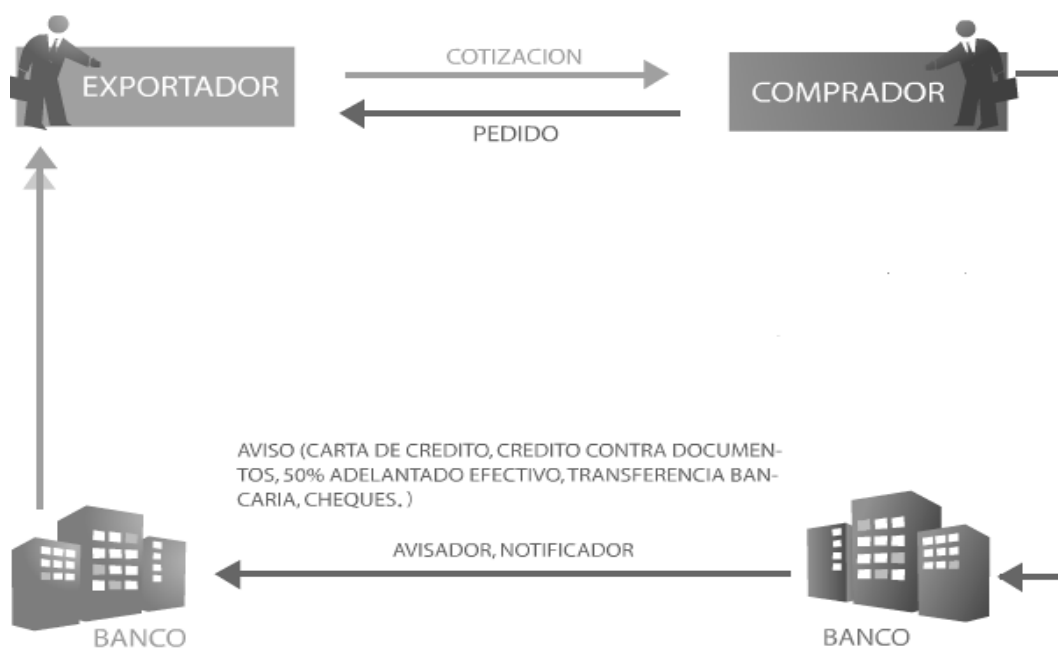 COTIZACION
EXPORTADOR
COMPRADOR
PEDIDO
AVISO (CARTA DE CREDITO, CREDITO CONTRA DOCUMEN-
TOS, 50% ADELANTADO EFECTIVO, TRANSFERENCIA BAN-
CARIA, CHEQUES. )
AVISADOR, NOTIFICADOR
BANCO
BANCO